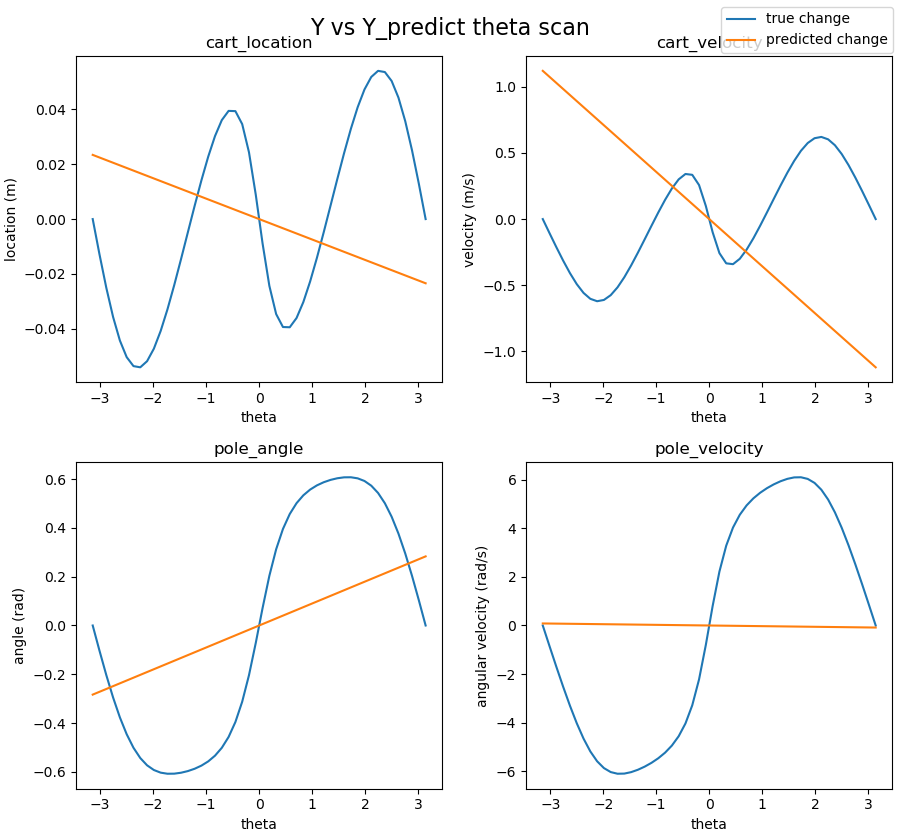 Y vs Y_predict theta scan
true change
predicted change
cart_location
location (m)
0.04
0.02
0.00
−0.02
−0.04
−3 −2 −1 0 1 2 3
theta
cart_velocity
velocity (m/s)
1.0
0.5
0.0
−0.5
−1.0
−3 −2 −1 0 1 2 3
theta
pole_angle
angle (rad)
0.6
0.4
0.2
0.0
−0.2
−0.4
−0.6
−3 −2 −1 0 1 2 3
theta
pole_velocity
angular velocity (rad/s)
6
4
2
0
−2
−4
−6
−3 −2 −1 0 1 2 3
theta